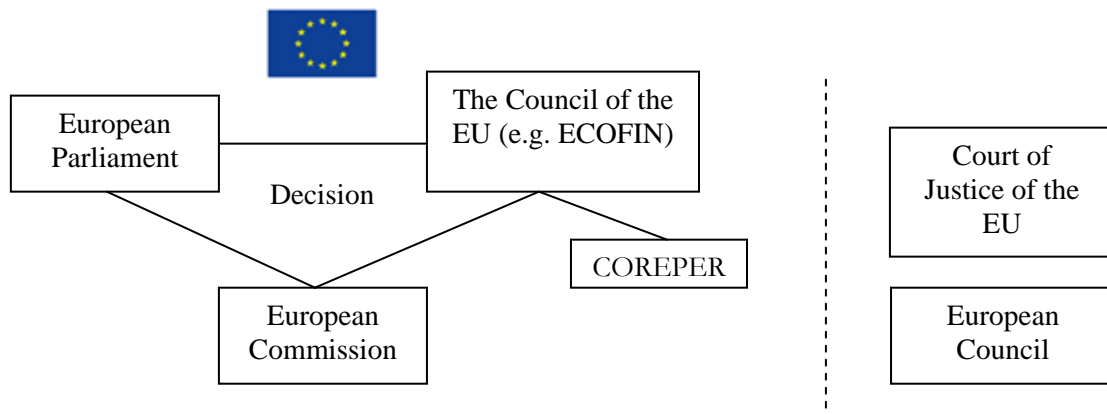 European
Parliament
The Council of the
EU (e.g. ECOFIN)
Decision
COREPER
European
Commission
Court of
Justice of the
EU
European
Council